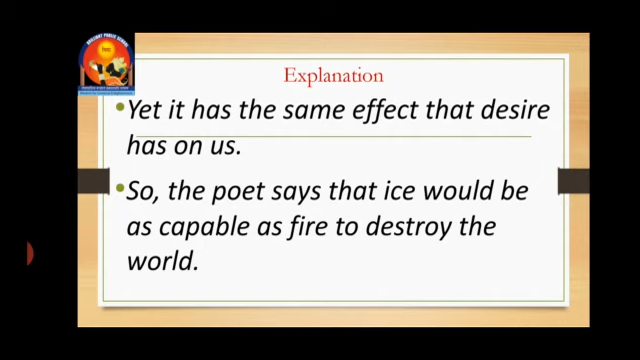 Explanation
•Yet it has the same effect that desire
has on us.
•So, the poet says that ice would be
as capable as fire to destroy the
world.